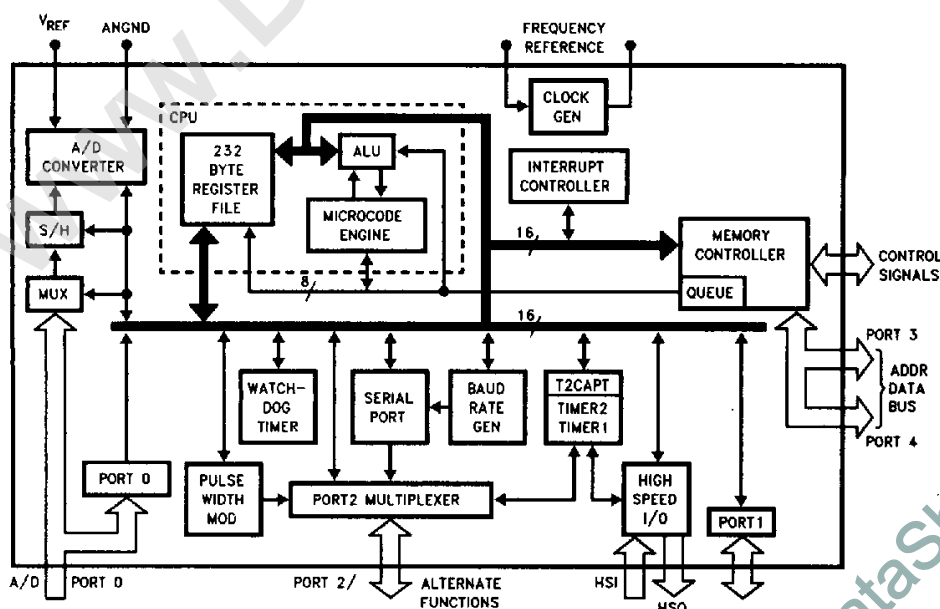 VREF
ANGND
FREQUENCY
REFERENCE
CLOCK
GEN
CPU
A/D
CONVERTER
232
BYTE
REGISTER
FILE
ALU
INTERRUPT
CONTROLLER
MICROCODE
ENGINE
S/H
16
MEMORY
CONTROLLER
CONTROL
SIGNALS
MUX
8
QUEUE
16
PORT 3
WATCH-
DOG
TIMER
SERIAL
PORT
BAUD
RATE
GEN
T2CAPT
TIMER2
TIMER1
ADDR
DATA
BUS
PORT 4
PORT 0
PULSE
WIDTH
MOD
PORT2 MULTIPLEXER
HIGH
SPEED
I/O
PORT1
A/D
PORT 0
PORT 2/
ALTERNATE
FUNCTIONS
HSI
HSO
www.
ataSh